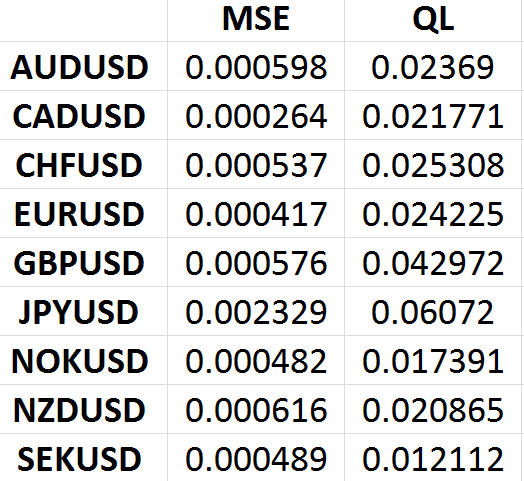 MSE QL
AUDUSD 0.000598 0.02369
CADUSD 0.000264 0.021771
CHFUSD 0.000537 0.025308
EURUSD 0.000417 0.024225
GBPUSD 0.000576 0.042972
JPYUSD 0.002329 0.06072
NOKUSD 0.000482 0.017391
NZDUSD 0.000616 0.020865
SEKUSD 0.000489 0.012112